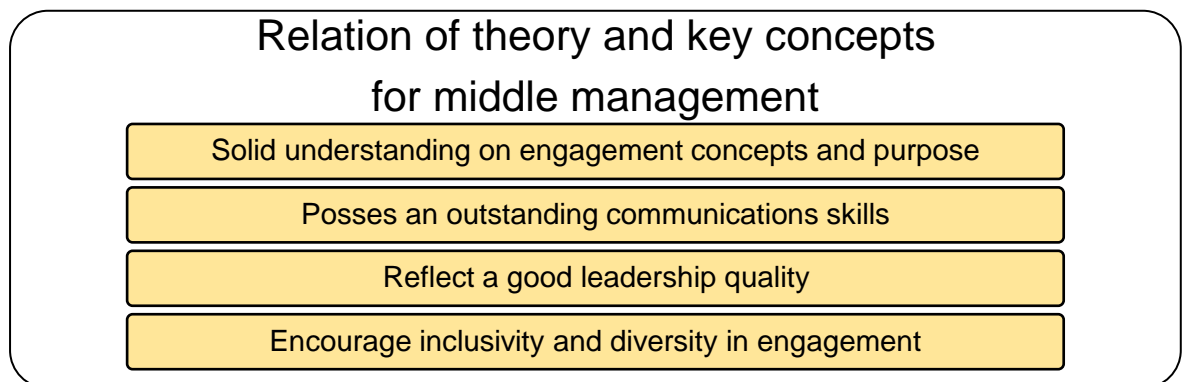 Relation of theory and key concepts
for middle management
Solid understanding on engagement concepts and purpose
Posses an outstanding communications skills
Reflect a good leadership quality
Encourage inclusivity and diversity in engagement